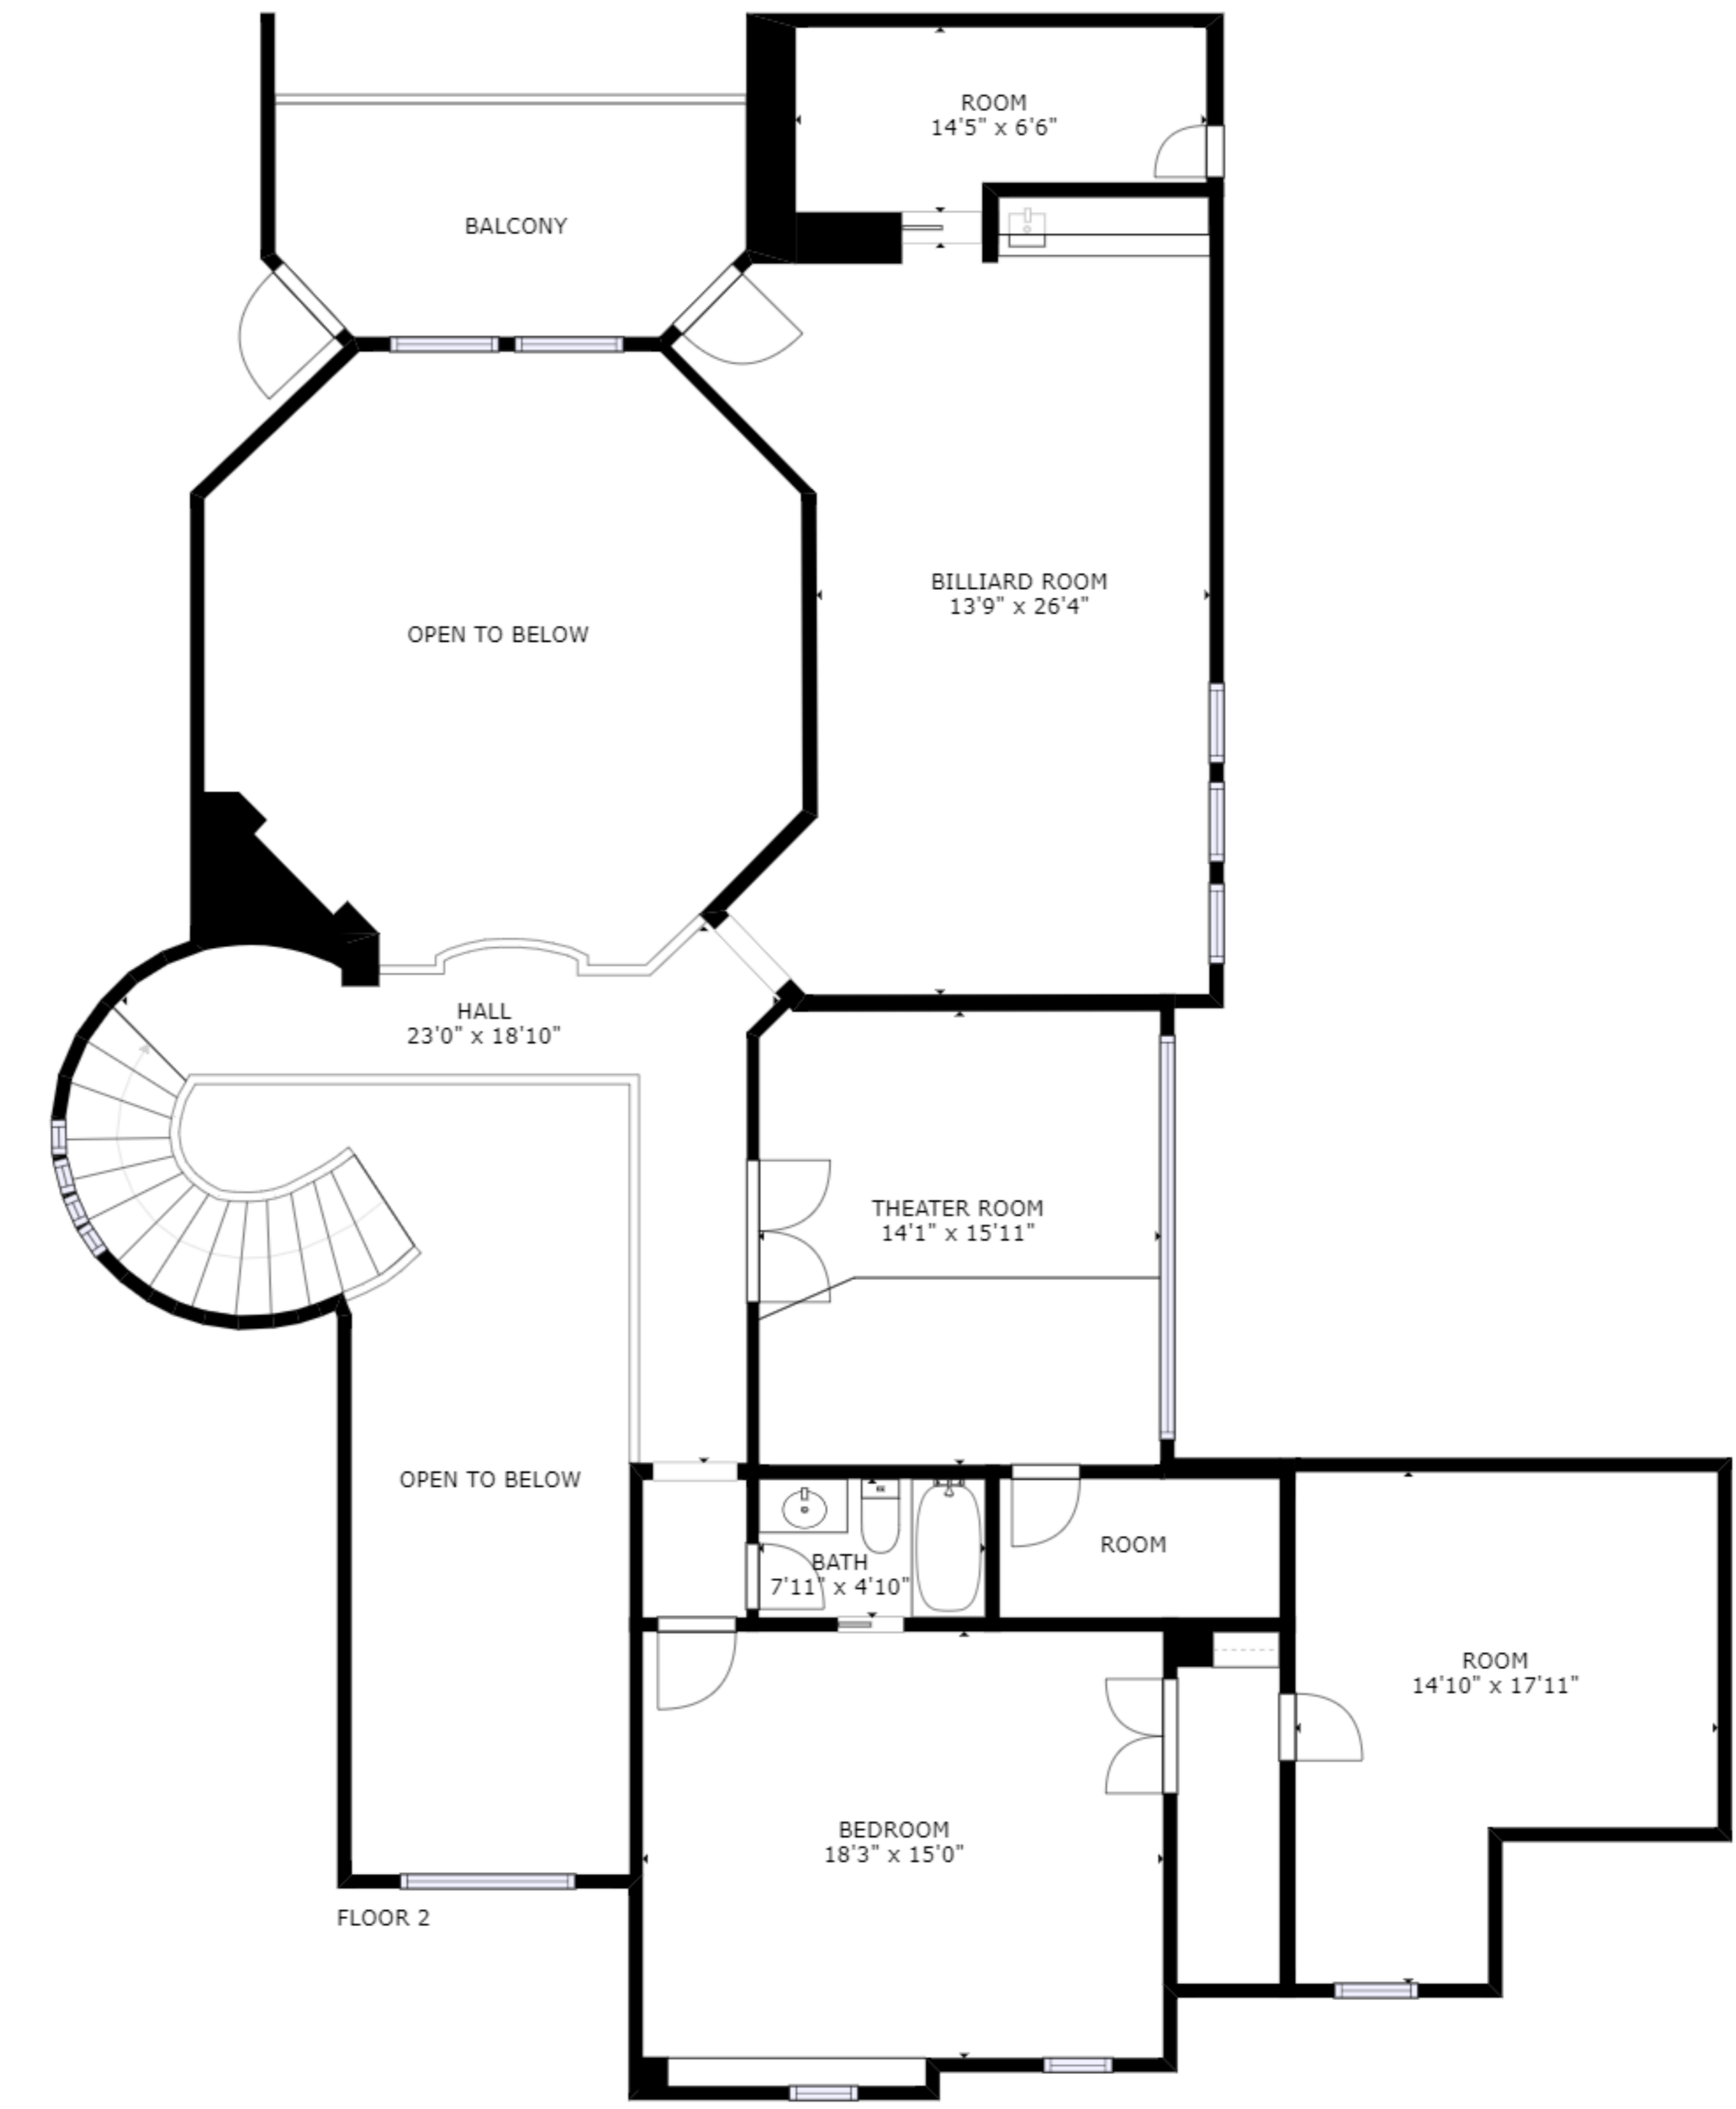 ROOM
14'5" x 6'6"
BALCONY
BILLIARD ROOM
13'9" x 26'4"
OPEN TO BELOW
HALL
23'0" x 18'10"
THEATER ROOM
14'1" x 15'11"
OPEN TO BELOW
ROOM
BATH
7'11" x 4'10"
ROOM
14'10" x 17'11"
BEDROOM
18'3" x 15'0"
FLOOR 2